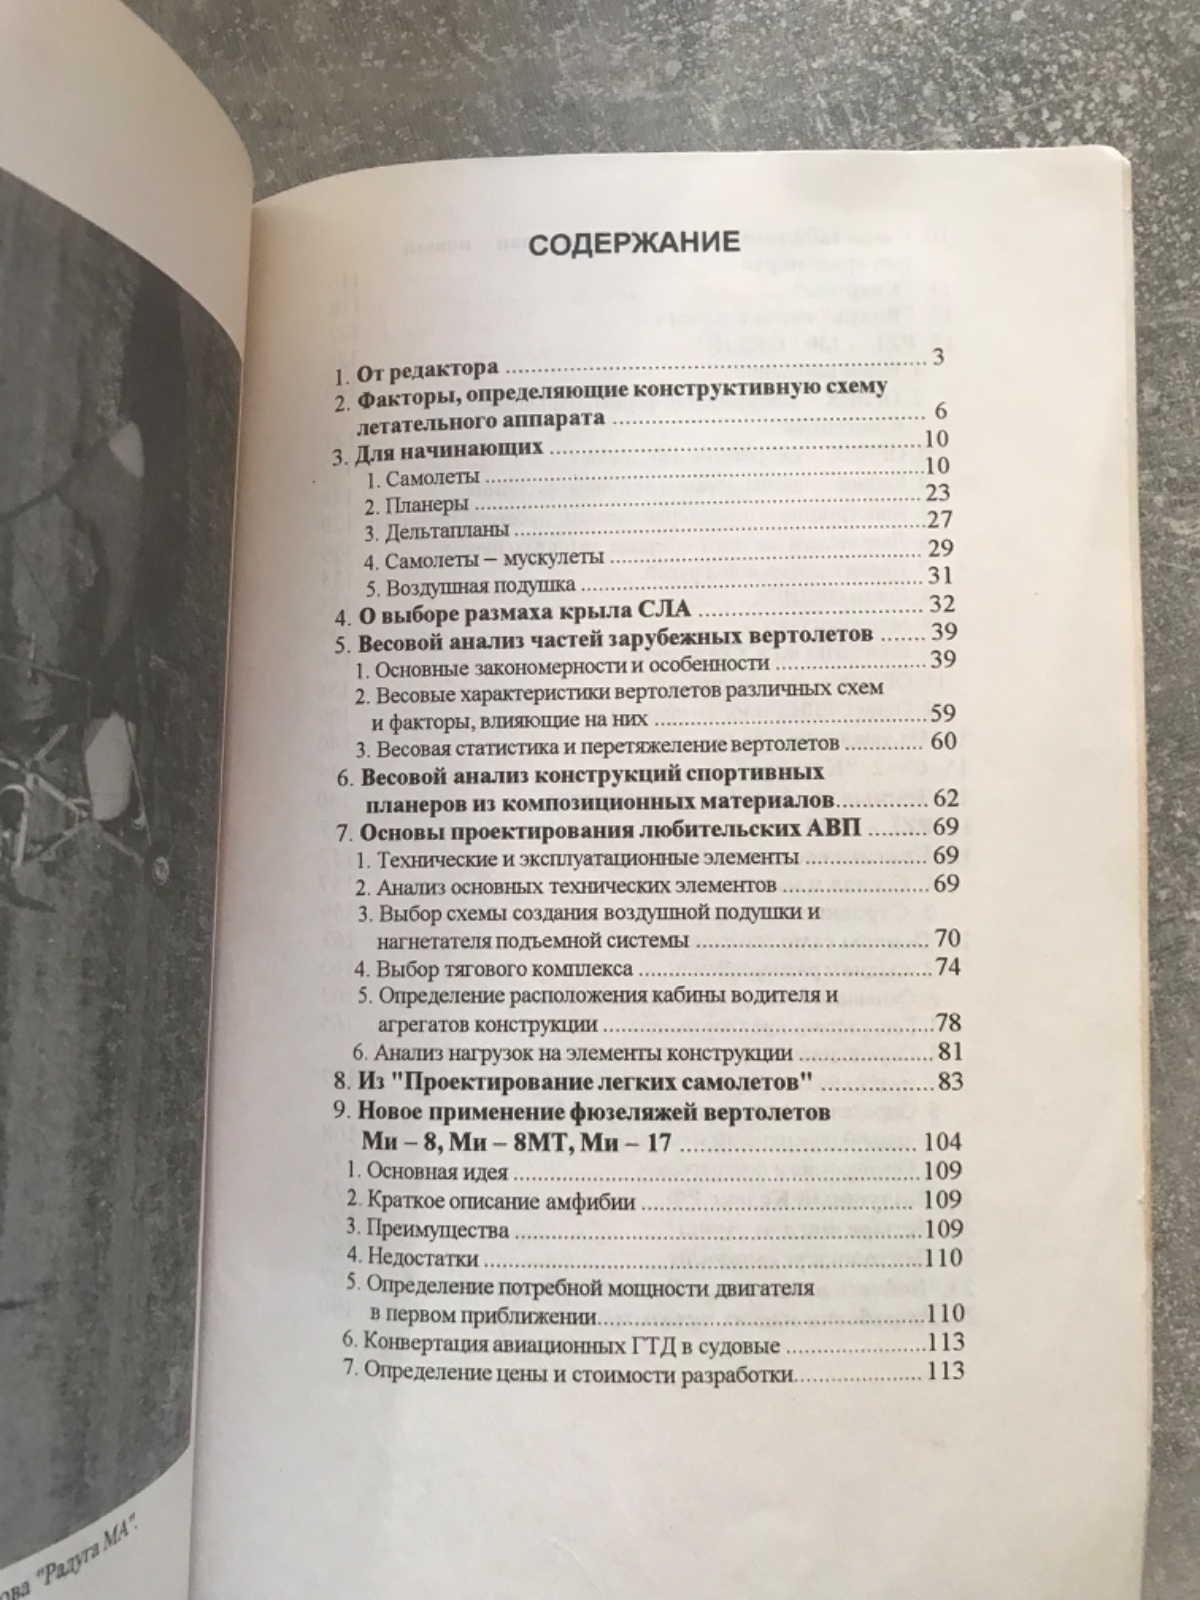 СОДЕРЖАНИЕ
1. От редактора ........ 3
2. Факторы, определяющие конструктивную схему
летательного аппарата ........ 6
3. Для начинающих ........ 10
1. Самолеты ........ 10
2. Планеры ........ 23
3. Дельтапланы ........ 27
4. Самолеты – мускулеты ........ 29
5. Воздушная подушка ........ 31
4. О выборе размаха крыла СЛА ........ 32
5. Весовой анализ частей зарубежных вертолетов ....... 39
1. Основные закономерности и особенности ........ 39
2. Весовые характеристики вертолетов различных схем
и факторы, влияющие на них ........ 59
3. Весовая статистика и перетяжеление вертолетов ........ 60
6. Весовой анализ конструкций спортивных
планеров из композиционных материалов ........ 62
7. Основы проектирования любительских АВП ........ 69
1. Технические и эксплуатационные элементы ........ 69
2. Анализ основных технических элементов ........ 69
3. Выбор схемы создания воздушной подушки и
нагнетателя подъемной системы ........ 70
4. Выбор тягового комплекса ........ 74
5. Определение расположения кабины водителя и
агрегатов конструкции ........ 78
6. Анализ нагрузок на элементы конструкции ........ 81
8. Из "Проектирование легких самолетов" ........ 83
9. Новое применение фюзеляжей вертолетов
Ми – 8, Ми – 8МТ, Ми – 17 ........ 104
1. Основная идея ........ 109
2. Краткое описание амфибии ........ 109
3. Преимущества ........ 109
4. Недостатки ........ 110
5. Определение потребной мощности двигателя
в первом приближении ........ 110
6. Конвертация авиационных ГТД в судовые ........ 113
7. Определение цены и стоимости разработки ........ 113
ова "Радуга МА".